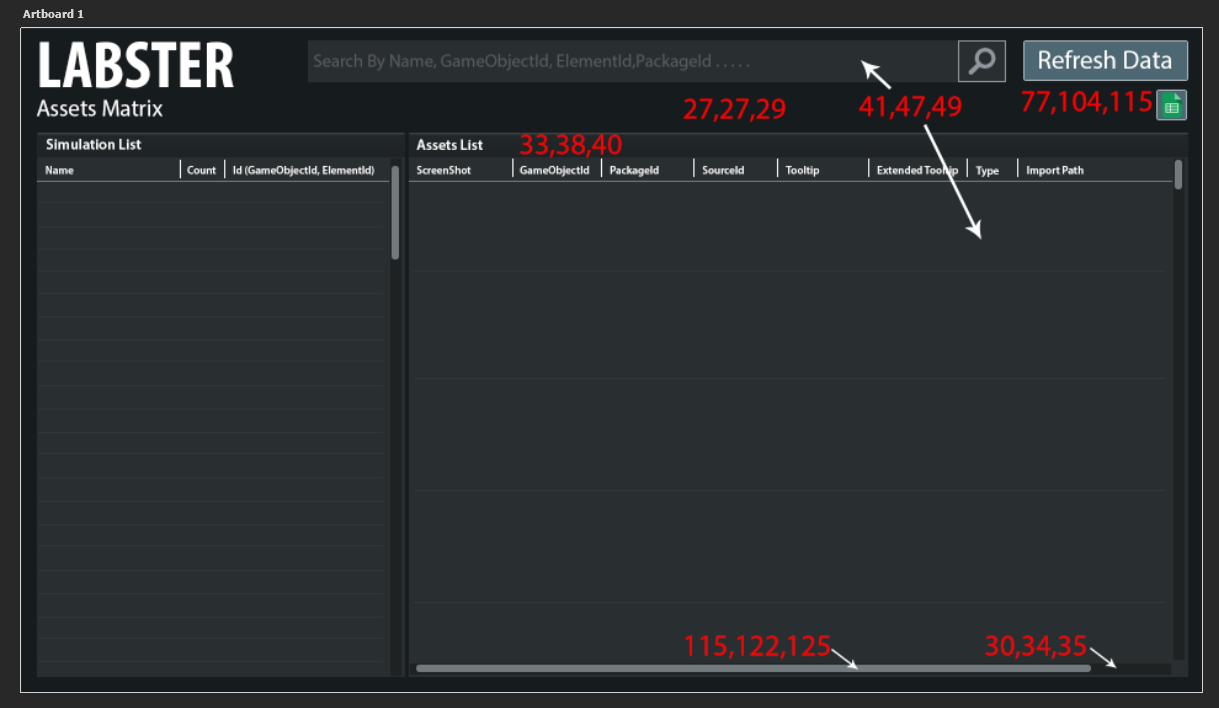 Artboard 1
LABSTER
Search By Name, GameObjectId, ElementId,PackageId . . . . .
Refresh Data
Assets Matrix
27,27,29
41,47,49
77,104,115
Simulation List
Assets List
33,38,40
Name Count Id (GameObjectId, ElementId)
ScreenShot GameObjectId PackageId SourceId Tooltip Extended Tooltip Type Import Path
115,122,125
30,34,35